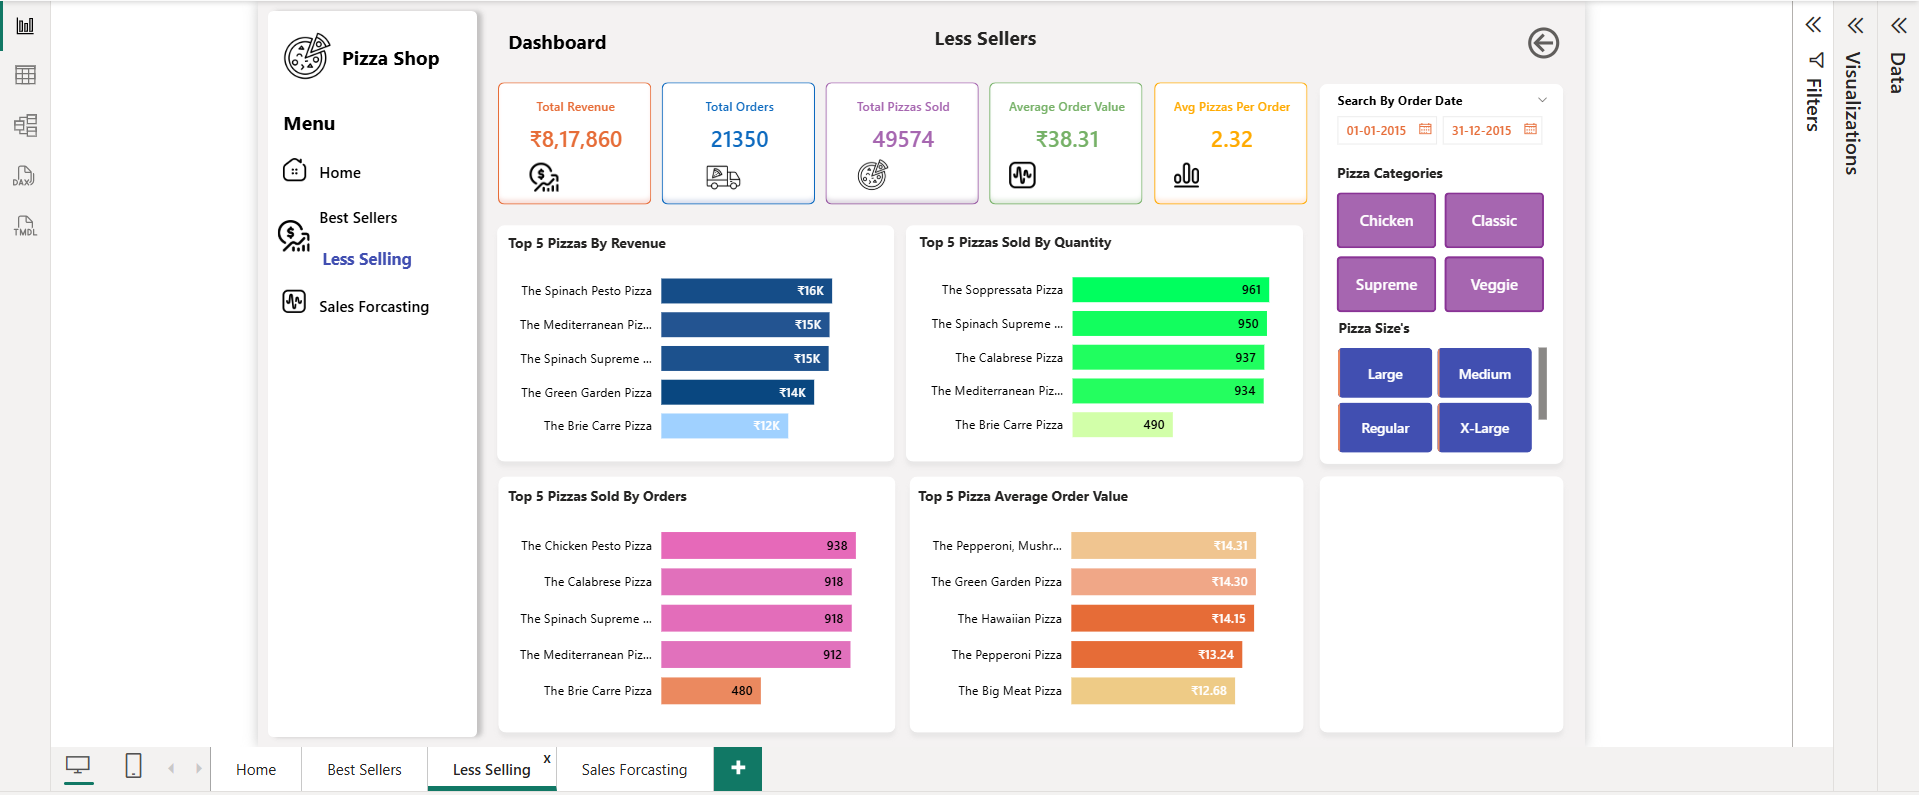 Pizza Shop
Dashboard
Less Sellers
Menu
Home
Best Sellers
Less Selling
Sales Forcasting
Total Revenue
₹8,17,860
Total Orders
21350
Total Pizzas Sold
49574
Average Order Value
₹38.31
Avg Pizzas Per Order
2.32
Search By Order Date
01-01-2015
31-12-2015
Pizza Categories
Chicken
Classic
Supreme
Veggie
Pizza Size's
Large
Medium
Regular
X-Large
Top 5 Pizzas By Revenue
The Spinach Pesto Pizza ₹16K
The Mediterranean Piz... ₹15K
The Spinach Supreme ... ₹15K
The Green Garden Pizza ₹14K
The Brie Carre Pizza ₹12K
Top 5 Pizzas Sold By Quantity
The Soppressata Pizza 961
The Spinach Supreme ... 950
The Calabrese Pizza 937
The Mediterranean Piz... 934
The Brie Carre Pizza 490
Top 5 Pizzas Sold By Orders
The Chicken Pesto Pizza 938
The Calabrese Pizza 918
The Spinach Supreme ... 918
The Mediterranean Piz... 912
The Brie Carre Pizza 480
Top 5 Pizza Average Order Value
The Pepperoni, Mushr... ₹14.31
The Green Garden Pizza ₹14.30
The Hawaiian Pizza ₹14.15
The Pepperoni Pizza ₹13.24
The Big Meat Pizza ₹12.68
Filters
Visualizations
Data
DAX
TMDL
Home
Best Sellers
Less Selling
x
Sales Forcasting
+